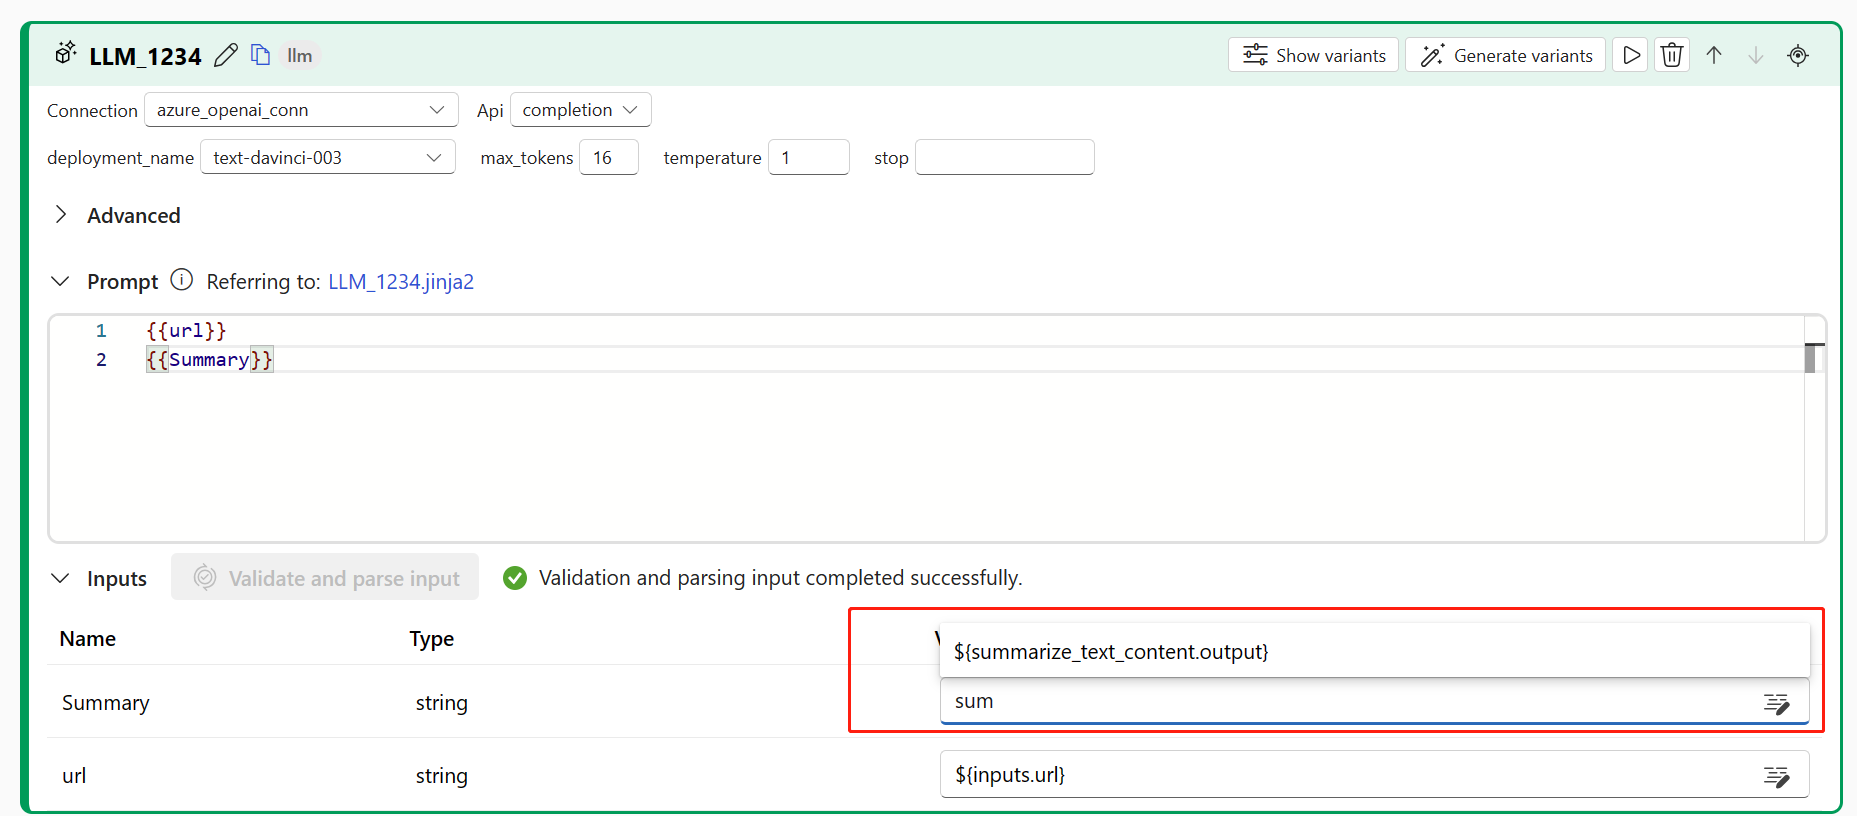 LLM_1234 llm Show variants Generate variants
Connection azure_openai_conn Api completion
deployment_name text-davinci-003 max_tokens 16 temperature 1 stop
Advanced
Prompt Referring to: LLM_1234.jinja2
1 {{url}}
2 {{Summary}}
Inputs Validate and parse input Validation and parsing input completed successfully.
Name Type
${summarize_text_content.output}
Summary string sum
url string ${inputs.url}